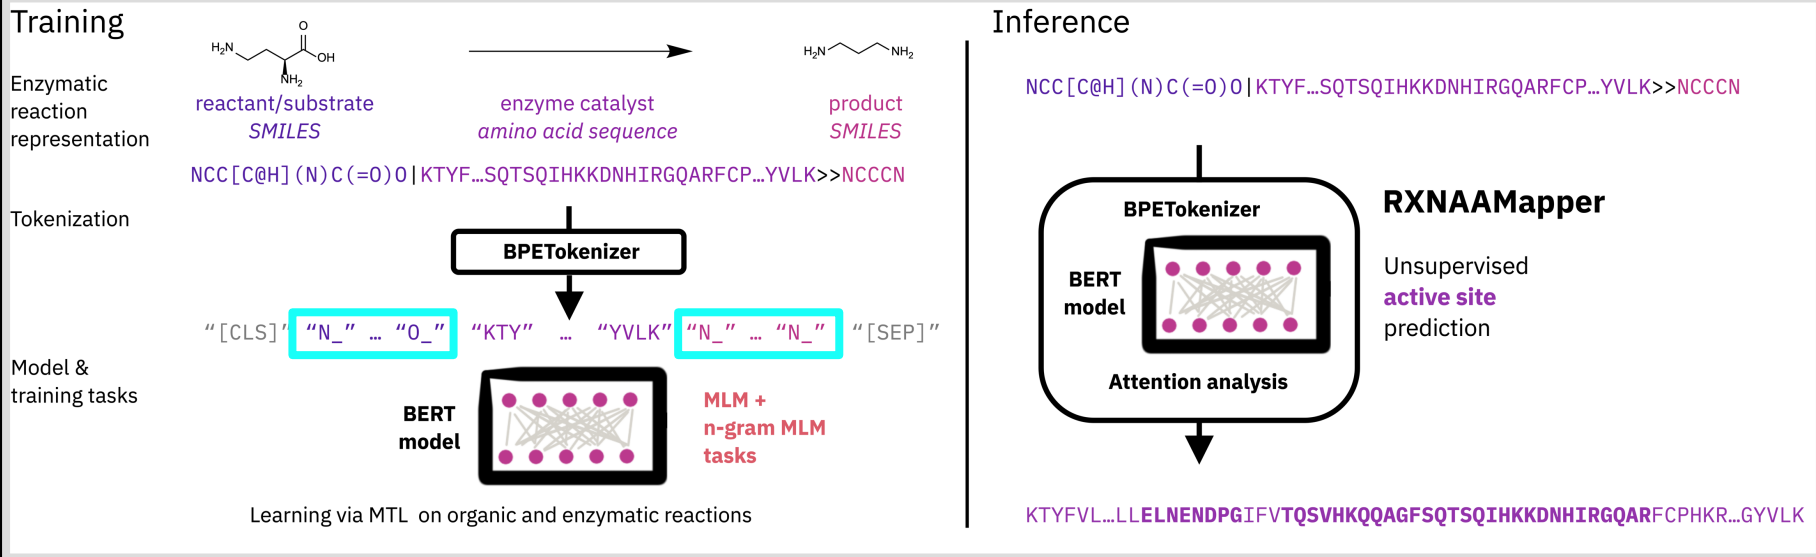 Training
H₂N
O
OH
NH₂
H₂N
NH₂
Enzymatic
reaction
representation
reactant/substrate
SMILES
enzyme catalyst
amino acid sequence
product
SMILES
NCC[C@H](N)C(=O)O|KTYF…SQTSQIHKKDNHIRGQARFCP…YVLK>>NCCCN
Tokenization
BPETokenizer
“[CLS]” “N_” … “O_” “KTY” … “YVLK” “N_” … “N_” “[SEP]”
Model &
training tasks
BERT
model
MLM +
n-gram MLM
tasks
Learning via MTL on organic and enzymatic reactions
Inference
NCC[C@H](N)C(=O)O|KTYF…SQTSQIHKKDNHIRGQARFCP…YVLK>>NCCCN
BPETokenizer
BERT
model
Attention analysis
RXNAAMapper
Unsupervised
active site
prediction
KTYFVL…LLELNENDPGIFVTQSVHKQQAGFSQTSQIHKKDNHIRGQARFCPHKR…GYVLK